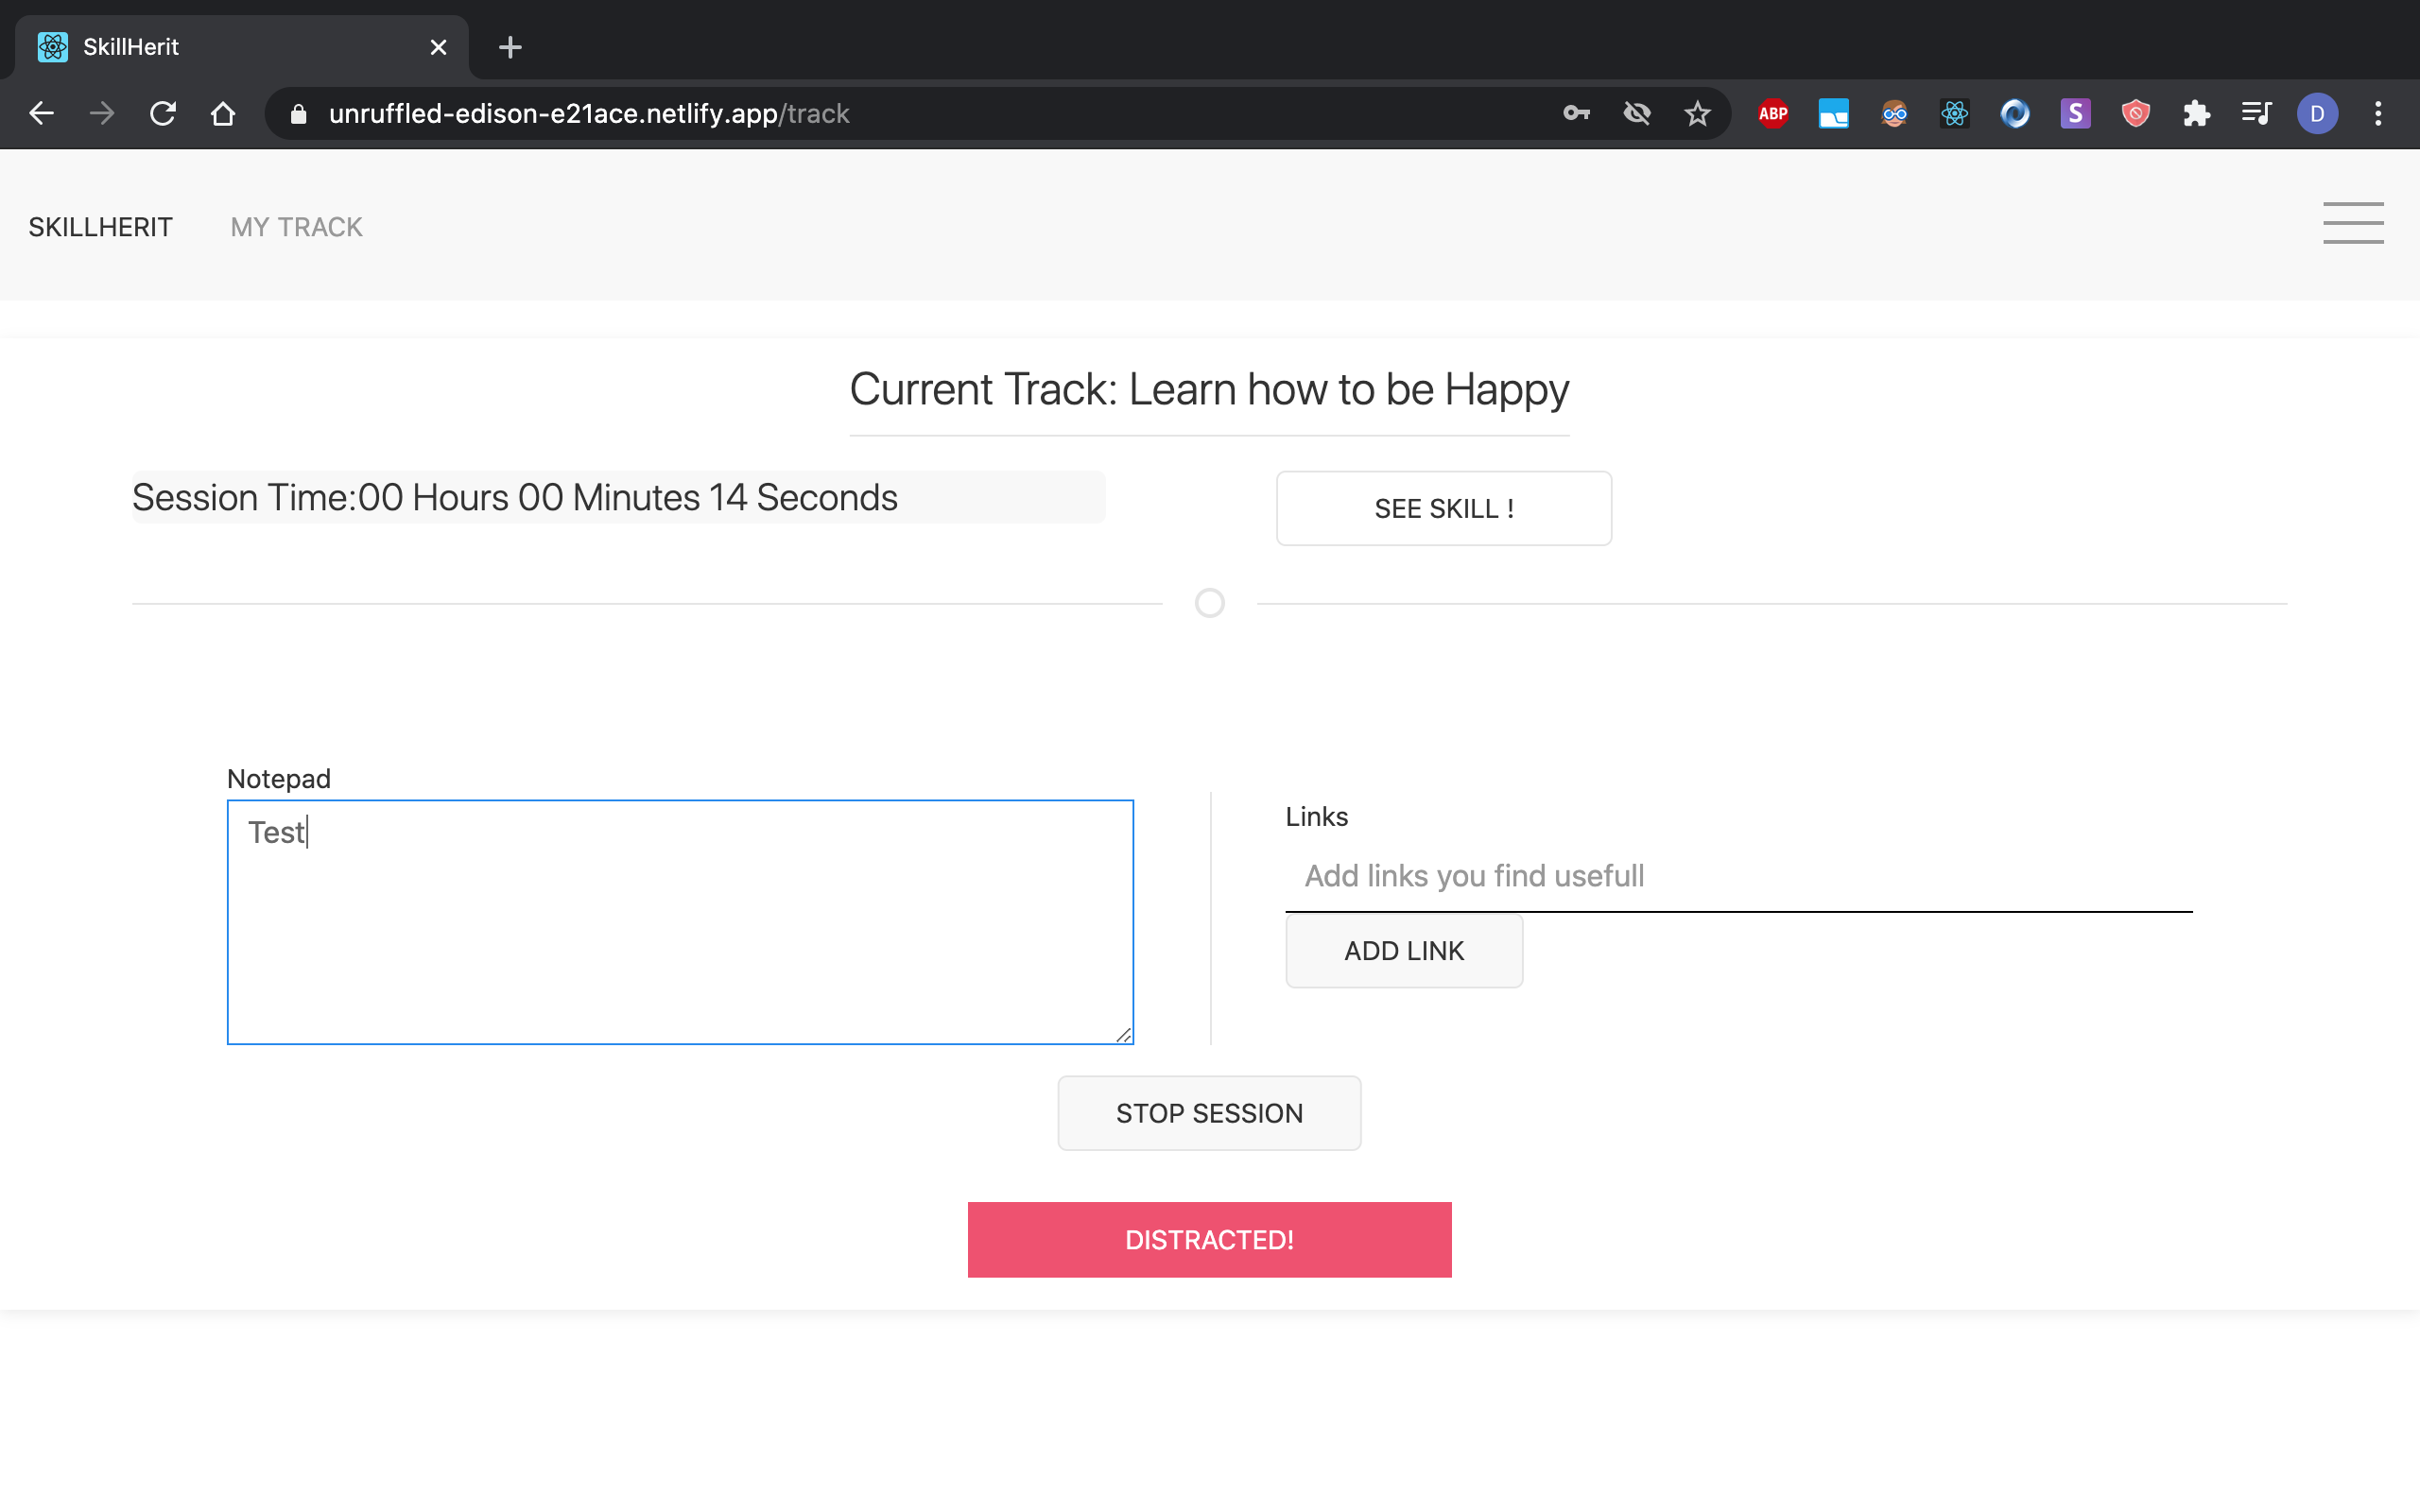 SkillHerit
unruffled-edison-e21ace.netlify.app/track
ABP
S
D
SKILLHERIT
MY TRACK
Current Track: Learn how to be Happy
Session Time:00 Hours 00 Minutes 14 Seconds
SEE SKILL !
Notepad
Test
Links
Add links you find usefull
ADD LINK
STOP SESSION
DISTRACTED!